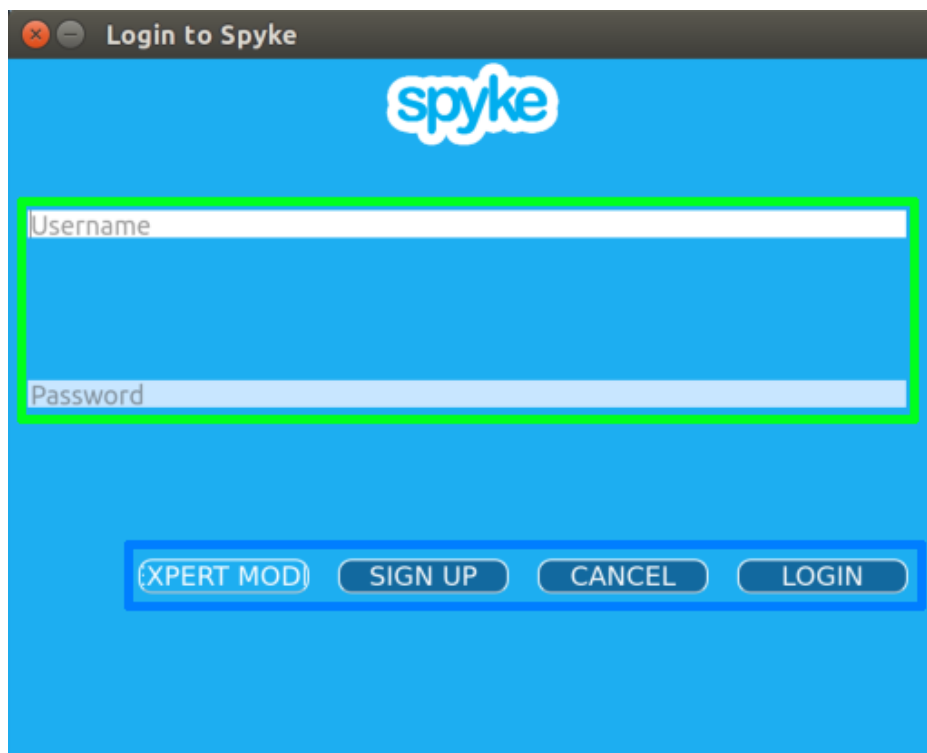 Login to Spyke
spyke
Username
Password
XPERT MOD
SIGN UP
CANCEL
LOGIN